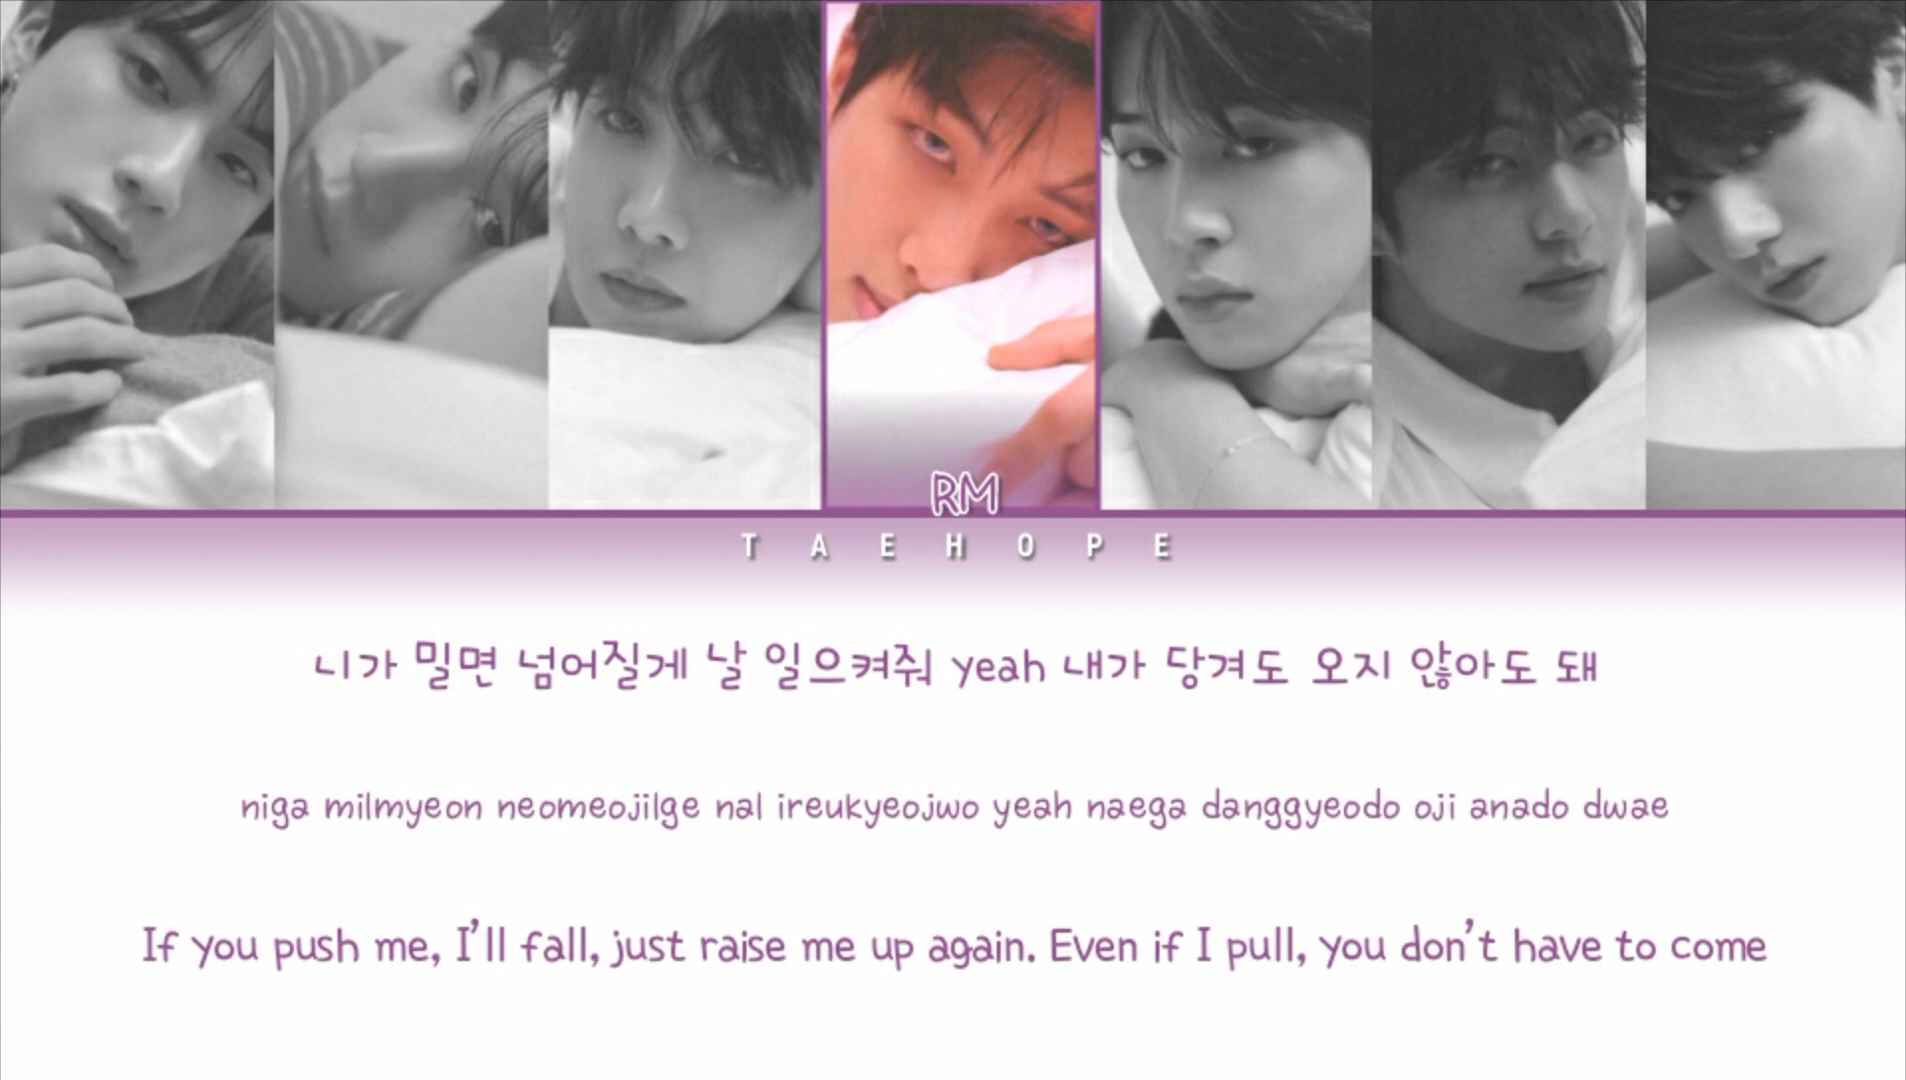 RM
TAEHOPE
니가 밀면 넘어질게 날 일으켜줘 yeah 내가 당겨도 오지 않아도 돼
niga milmyeon neomeojilge nal ireukyeojwo yeah naega danggyeodo oji anado dwae
If you push me, I'll fall, just raise me up again. Even if I pull, you don't have to come